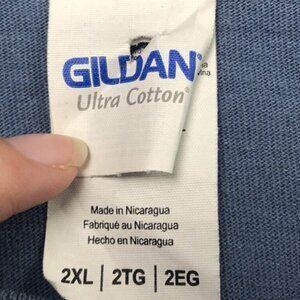 GILDAN®
Ultra Cotton®
Made in Nicaragua
Fabriqué au Nicaragua
Hecho en Nicaragua
2XL | 2TG | 2EG